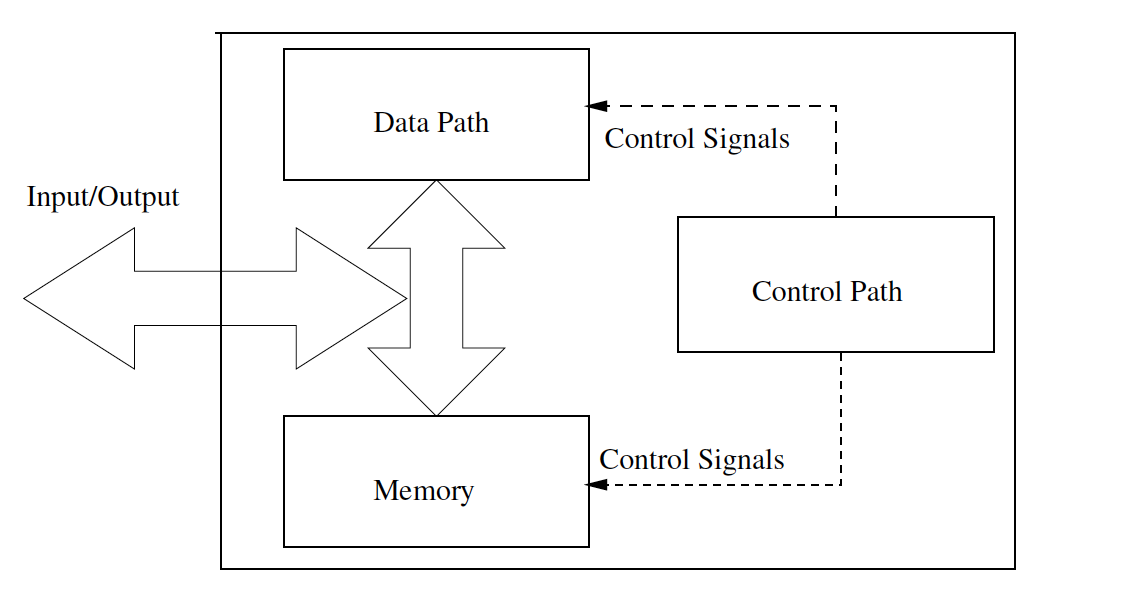 Data Path
Control Signals
Input/Output
Control Path
Control Signals
Memory